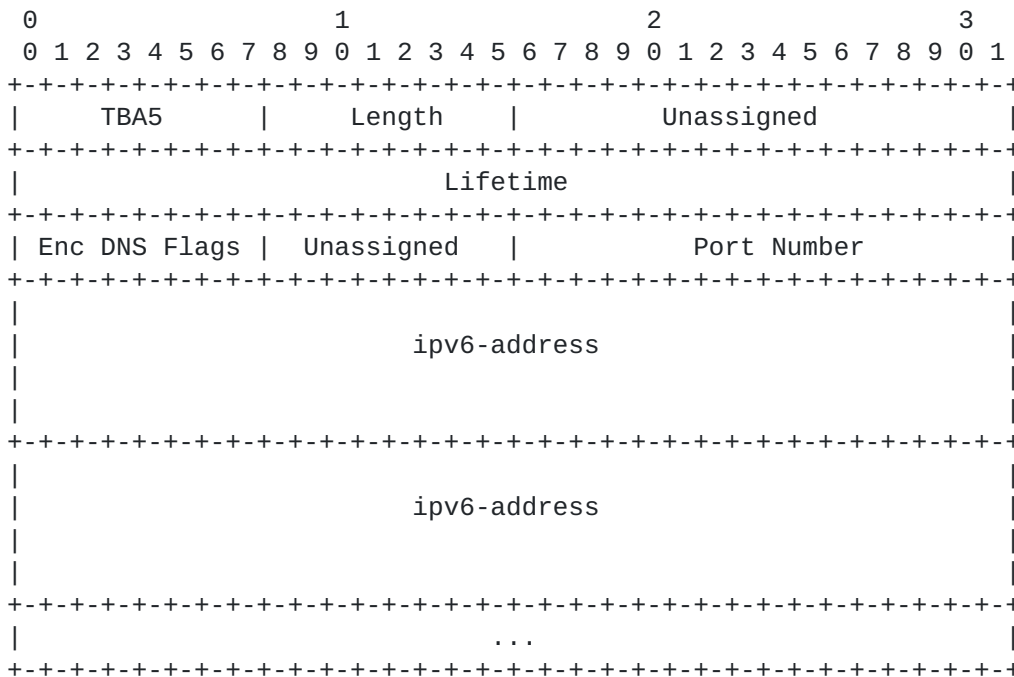 0                   1                   2                   3
 0 1 2 3 4 5 6 7 8 9 0 1 2 3 4 5 6 7 8 9 0 1 2 3 4 5 6 7 8 9 0 1
+-+-+-+-+-+-+-+-+-+-+-+-+-+-+-+-+-+-+-+-+-+-+-+-+-+-+-+-+-+-+-+-+
|     TBA5      |     Length    |         Unassigned            |
+-+-+-+-+-+-+-+-+-+-+-+-+-+-+-+-+-+-+-+-+-+-+-+-+-+-+-+-+-+-+-+-+
|                           Lifetime                            |
+-+-+-+-+-+-+-+-+-+-+-+-+-+-+-+-+-+-+-+-+-+-+-+-+-+-+-+-+-+-+-+-+
| Enc DNS Flags |  Unassigned   |           Port Number         |
+-+-+-+-+-+-+-+-+-+-+-+-+-+-+-+-+-+-+-+-+-+-+-+-+-+-+-+-+-+-+-+-+
|                                                               |
|                         ipv6-address                          |
|                                                               |
|                                                               |
+-+-+-+-+-+-+-+-+-+-+-+-+-+-+-+-+-+-+-+-+-+-+-+-+-+-+-+-+-+-+-+-+
|                                                               |
|                         ipv6-address                          |
|                                                               |
|                                                               |
+-+-+-+-+-+-+-+-+-+-+-+-+-+-+-+-+-+-+-+-+-+-+-+-+-+-+-+-+-+-+-+-+
|                              ...                              |
+-+-+-+-+-+-+-+-+-+-+-+-+-+-+-+-+-+-+-+-+-+-+-+-+-+-+-+-+-+-+-+-+